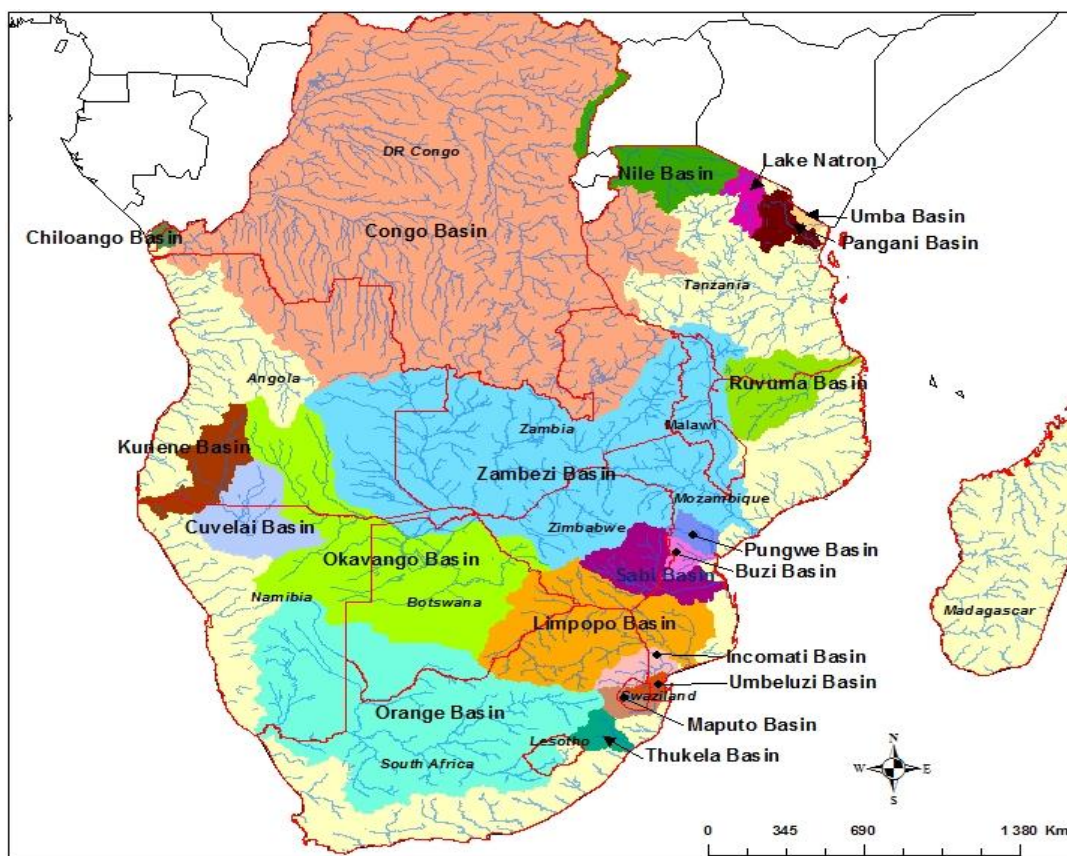 DR Congo
Nile Basin
Lake Natron
Umba Basin
Pangani Basin
Chiloango Basin
Congo Basin
Tanzania
Angola
Ruvuma Basin
Zambia
Malawi
Kunene Basin
Zambezi Basin
Mozambique
Cuvelai Basin
Zimbabwe
Pungwe Basin
Okavango Basin
Buzi Basin
Sabi Basin
Namibia
Botswana
Madagascar
Limpopo Basin
Incomati Basin
Umbeluzi Basin
Swaziland
Orange Basin
Maputo Basin
Lesotho
Thukela Basin
South Africa
N
W E
S
0 345 690 1 380 Km